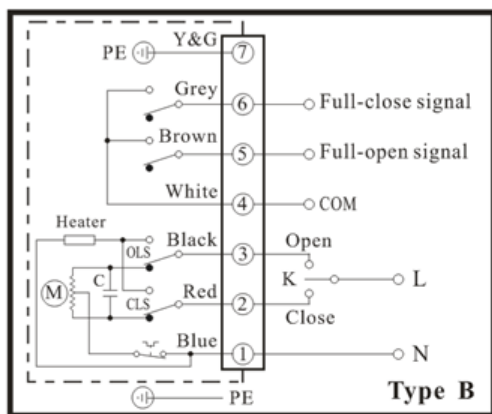 PE Y&G 7
Grey 6 Full-close signal
Brown 5 Full-open signal
White 4 COM
Heater
OLS Black 3 Open
M C K L
CLS Red 2 Close
Blue 1 N
PE Type B